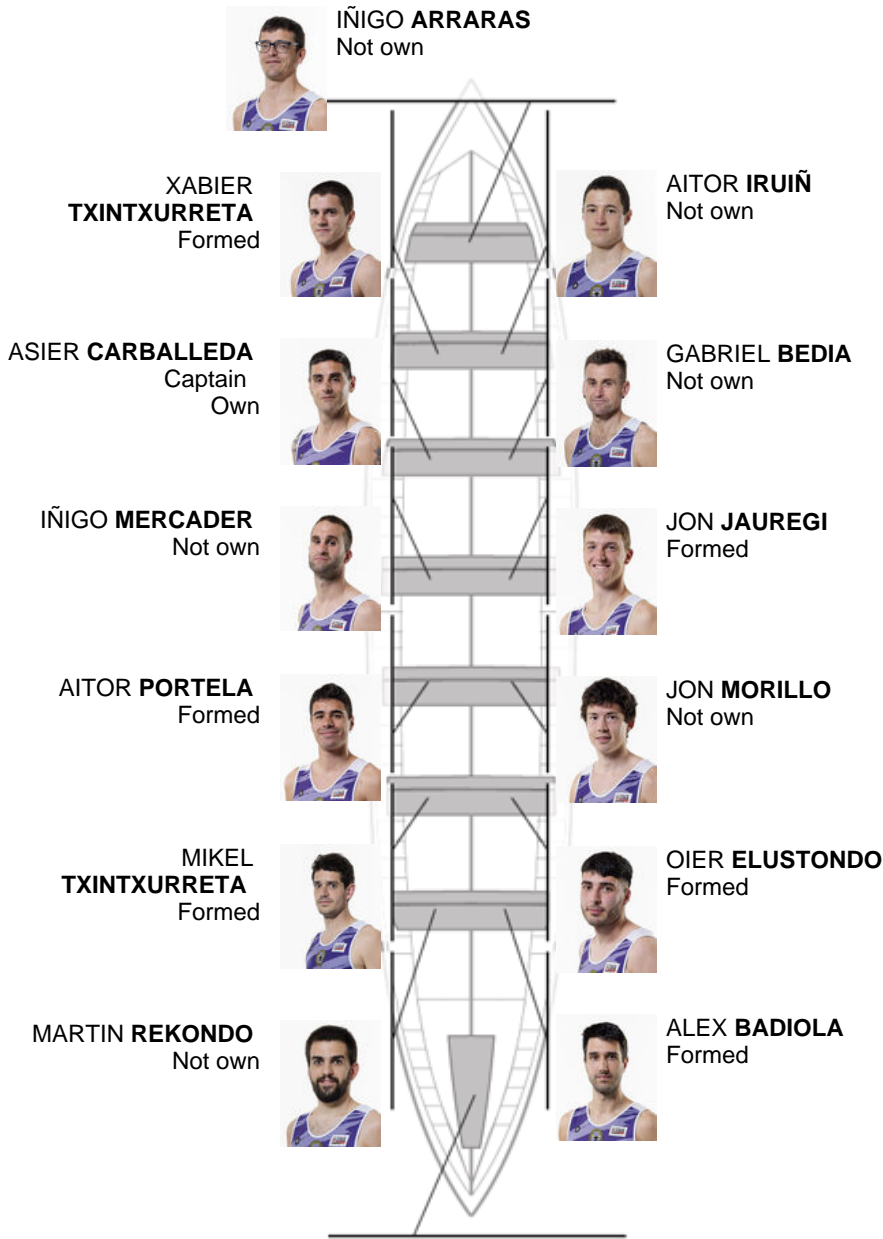 IÑIGO ARRARAS
Not own
XABIER
TXINTXURRETA
Formed
AITOR IRUIÑ
Not own
ASIER CARBALLEDA
Captain
Own
GABRIEL BEDIA
Not own
IÑIGO MERCADER
Not own
JON JAUREGI
Formed
AITOR PORTELA
Formed
JON MORILLO
Not own
MIKEL
TXINTXURRETA
Formed
OIER ELUSTONDO
Formed
MARTIN REKONDO
Not own
ALEX BADIOLA
Formed